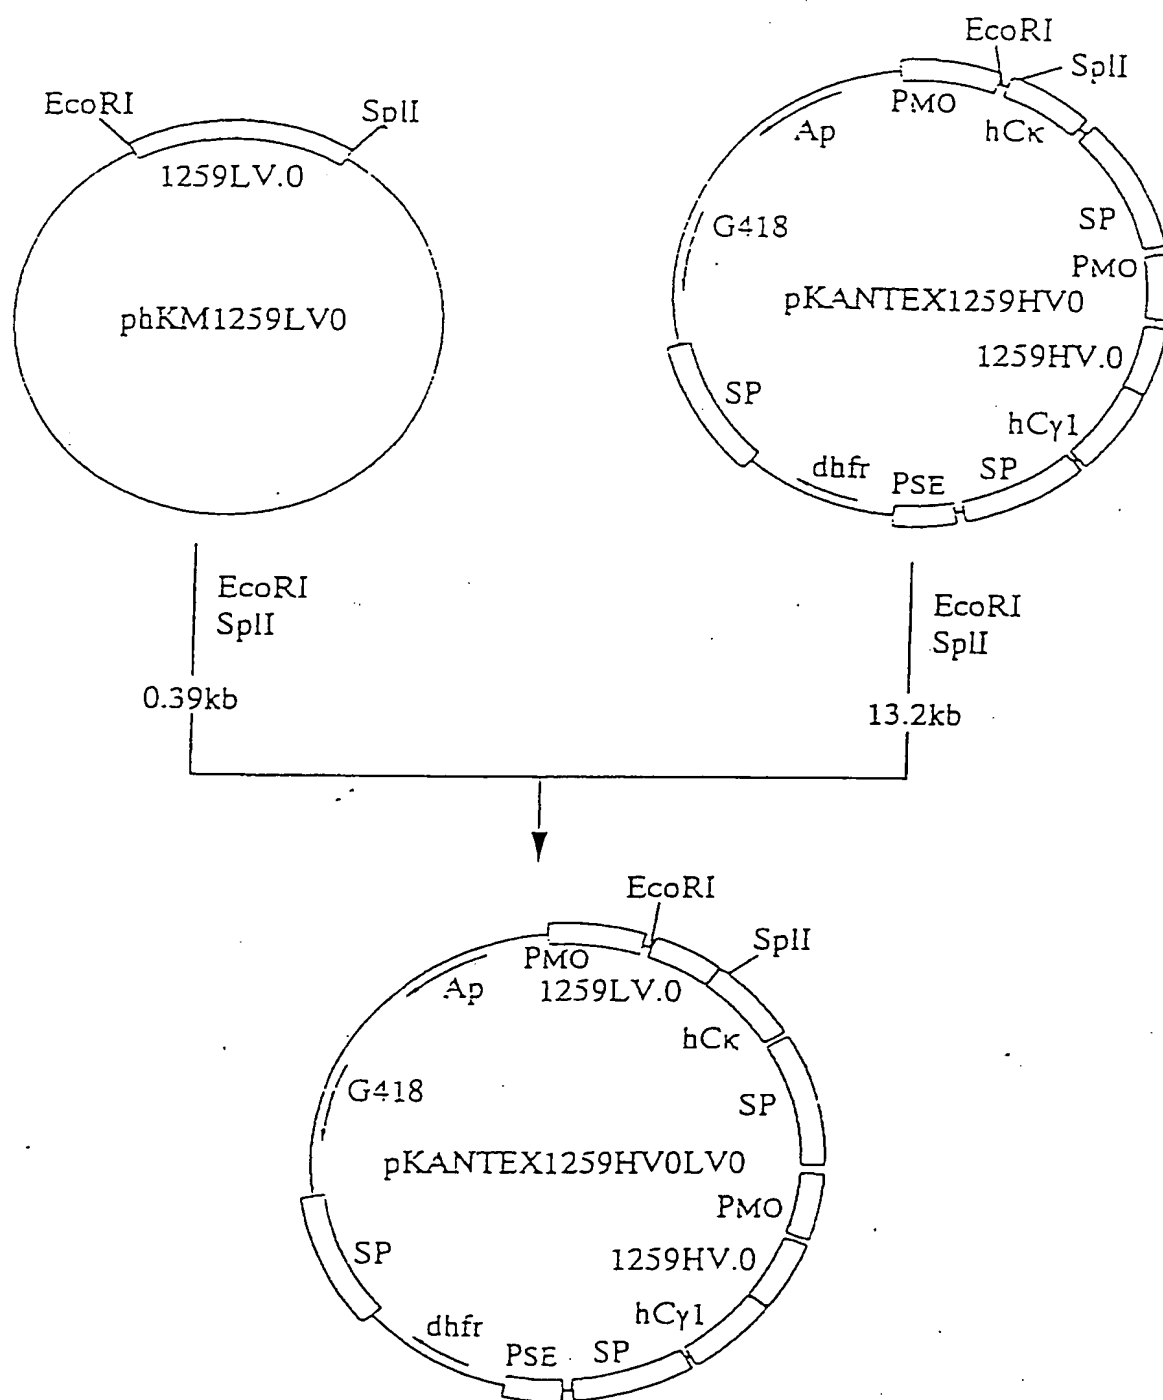 EcoRI
SplI
1259LV.0
phKM1259LV0
EcoRI
SplI
PMO
hCκ
Ap
SP
G418
PMO
pKANTEX1259HV0
1259HV.0
SP
hCγ1
dhfr
PSE
SP
EcoRI
SplI
0.39kb
EcoRI
SplI
13.2kb
EcoRI
SplI
PMO
1259LV.0
Ap
hCκ
G418
SP
pKANTEX1259HV0LV0
PMO
SP
1259HV.0
hCγ1
dhfr
PSE
SP